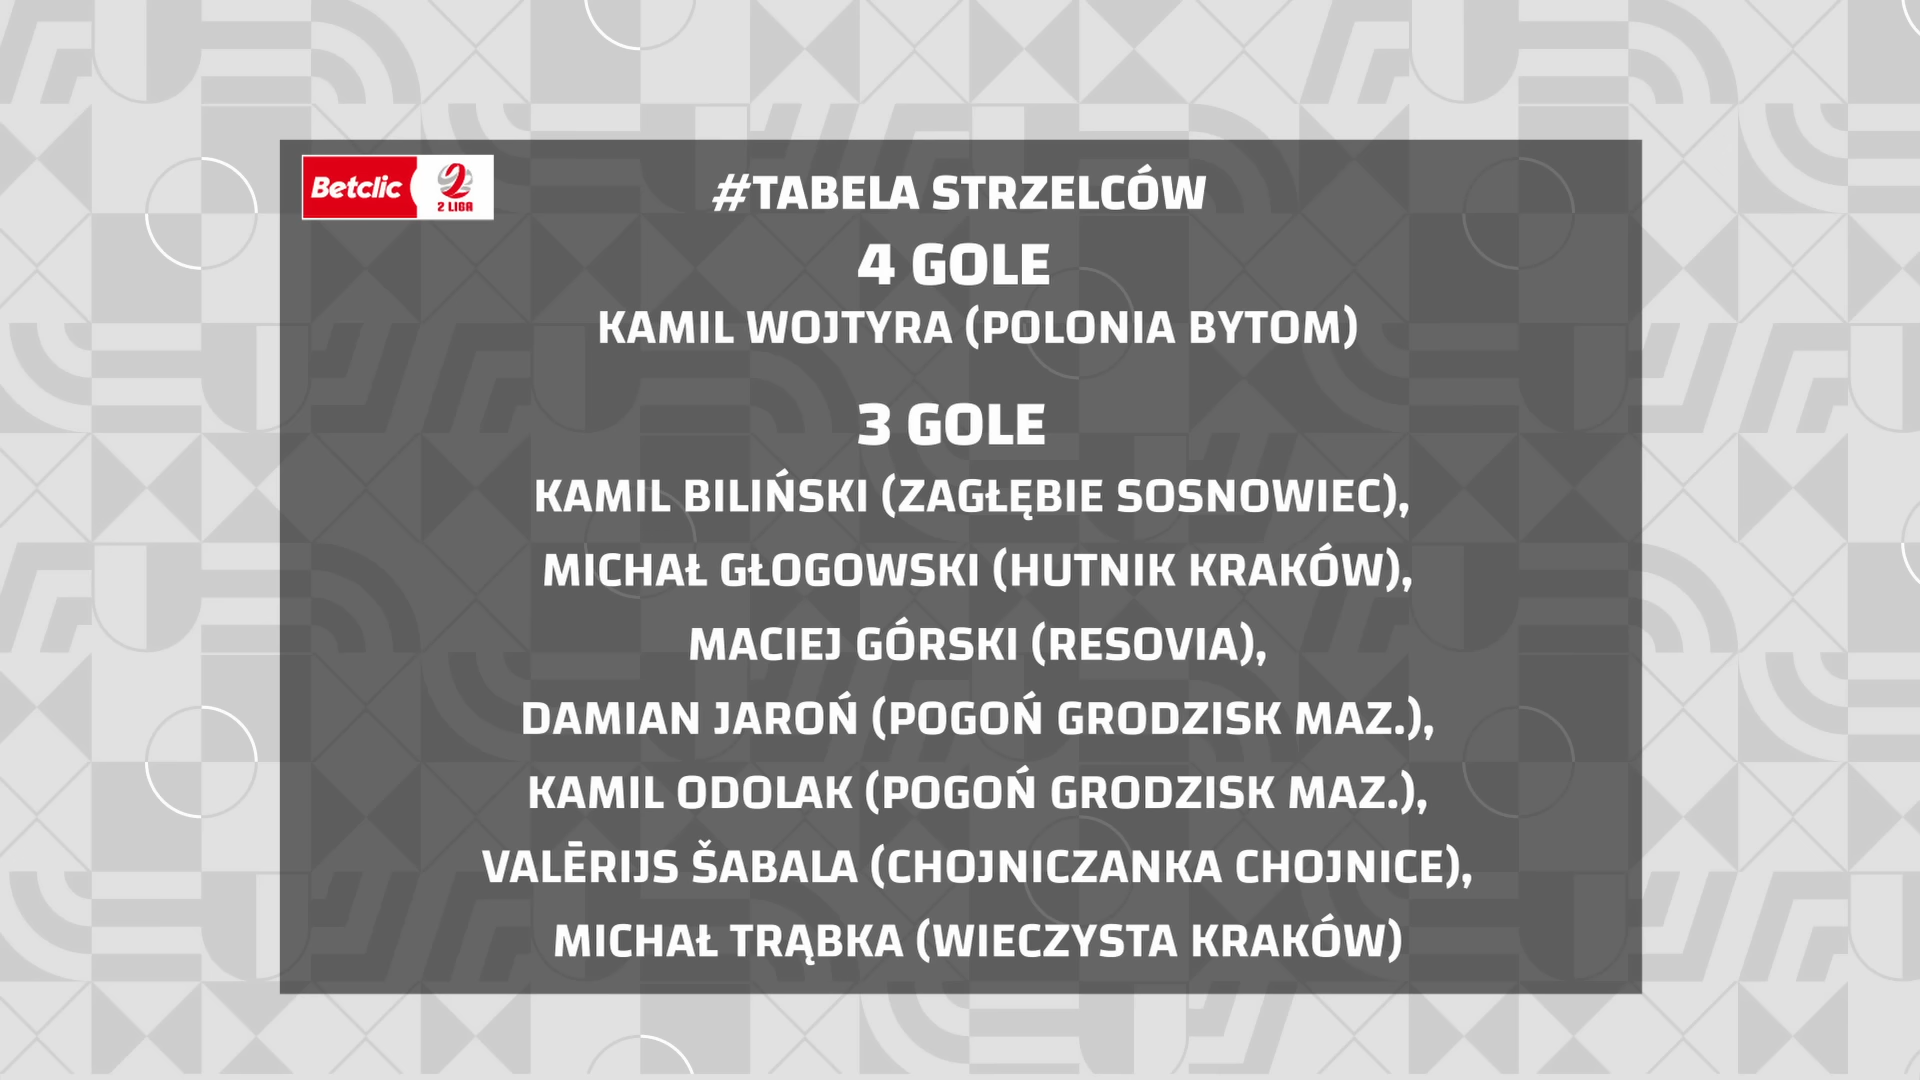 Betclic
2 LIGA
#TABELA STRZELCÓW
4 GOLE
KAMIL WOJTYRA (POLONIA BYTOM)
3 GOLE
KAMIL BILIŃSKI (ZAGŁĘBIE SOSNOWIEC),
MICHAŁ GŁOGOWSKI (HUTNIK KRAKÓW),
MACIEJ GÓRSKI (RESOVIA),
DAMIAN JAROŃ (POGOŃ GRODZISK MAZ.),
KAMIL ODOLAK (POGOŃ GRODZISK MAZ.),
VALĒRIJS ŠABALA (CHOJNICZANKA CHOJNICE),
MICHAŁ TRĄBKA (WIECZYSTA KRAKÓW)